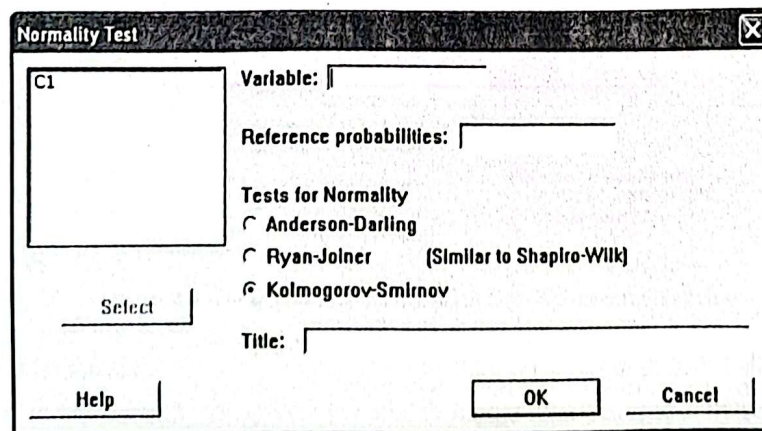 Normality Test
C1
Variable:
Reference probabilities:
Tests for Normality
Anderson-Darling
Ryan-Joiner (Similar to Shapiro-Wilk)
Kolmogorov-Smirnov
Select
Title:
Help
OK
Cancel